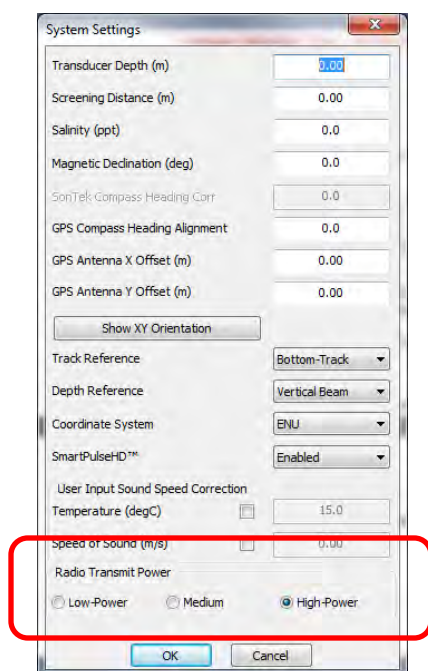 System Settings
Transducer Depth (m) 0.00
Screening Distance (m) 0.00
Salinity (ppt) 0.0
Magnetic Declination (deg) 0.0
SonTek Compass Heading Corr 0.0
GPS Compass Heading Alignment 0.0
GPS Antenna X Offset (m) 0.00
GPS Antenna Y Offset (m) 0.00
Show XY Orientation
Track Reference Bottom-Track
Depth Reference Vertical Beam
Coordinate System ENU
SmartPulseHD™ Enabled
User Input Sound Speed Correction
Temperature (degC) 15.0
Speed of Sound (m/s) 0.00
Radio Transmit Power
Low-Power Medium High-Power
OK Cancel